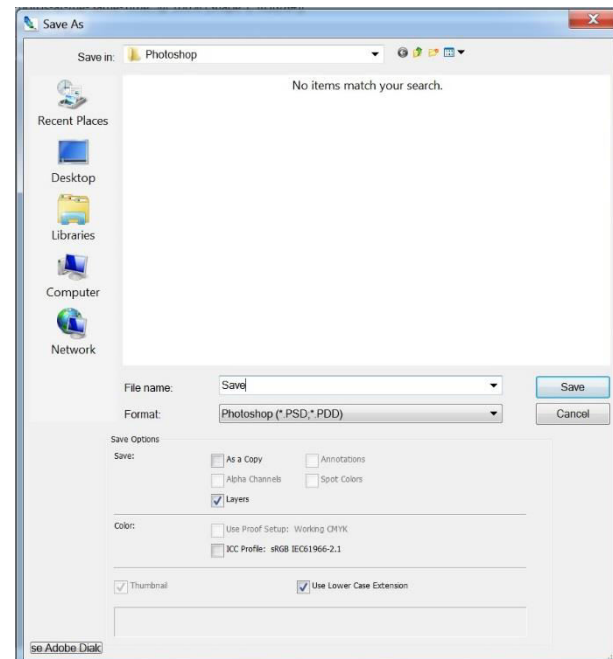 Save As
Save in: Photoshop
No items match your search.
Recent Places
Desktop
Libraries
Computer
Network
File name: Save Save
Format: Photoshop (*.PSD,*.PDD) Cancel
Save Options
Save: As a Copy Annotations
Alpha Channels Spot Colors
Layers
Color: Use Proof Setup: Working CMYK
ICC Profile: sRGB IEC61966-2.1
Thumbnail Use Lower Case Extension
se Adobe Dialo